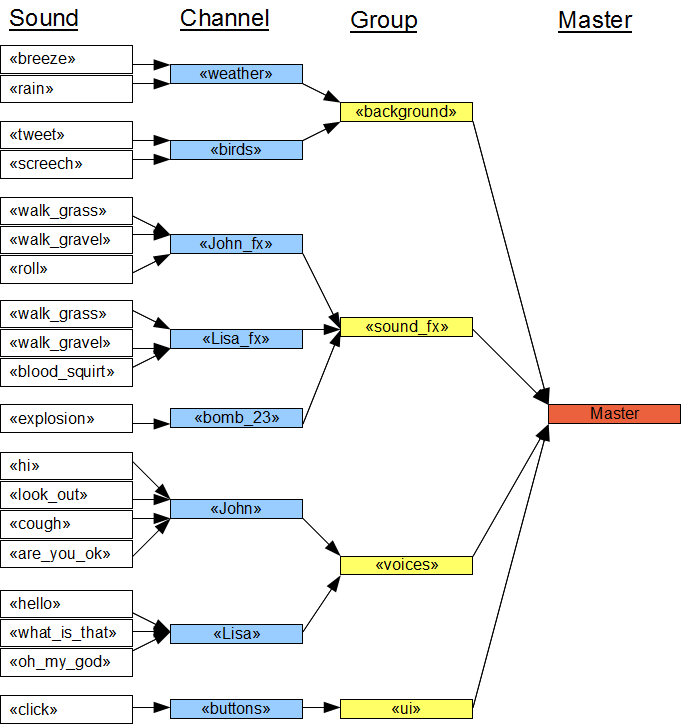 Sound Channel Group Master
«breeze»
«rain»
«weather»
«tweet»
«screech»
«birds»
«background»
«walk_grass»
«walk_gravel»
«roll»
«John_fx»
«walk_grass»
«walk_gravel»
«blood_squirt»
«Lisa_fx»
«explosion»
«bomb_23»
«sound_fx»
«hi»
«look_out»
«cough»
«are_you_ok»
«John»
«hello»
«what_is_that»
«oh_my_god»
«Lisa»
«voices»
«click»
«buttons»
«ui»
Master